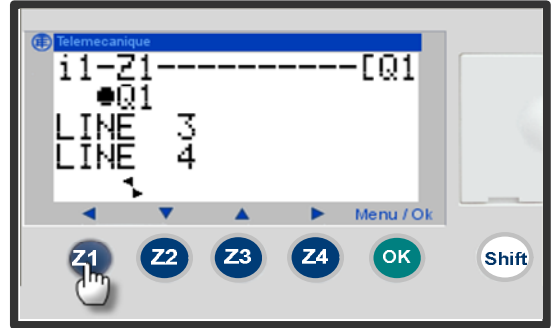 Telemecanique
i1-Z1----------[Q1
●Q1
LINE 3
LINE 4
Menu / Ok
Z1 Z2 Z3 Z4 OK Shift